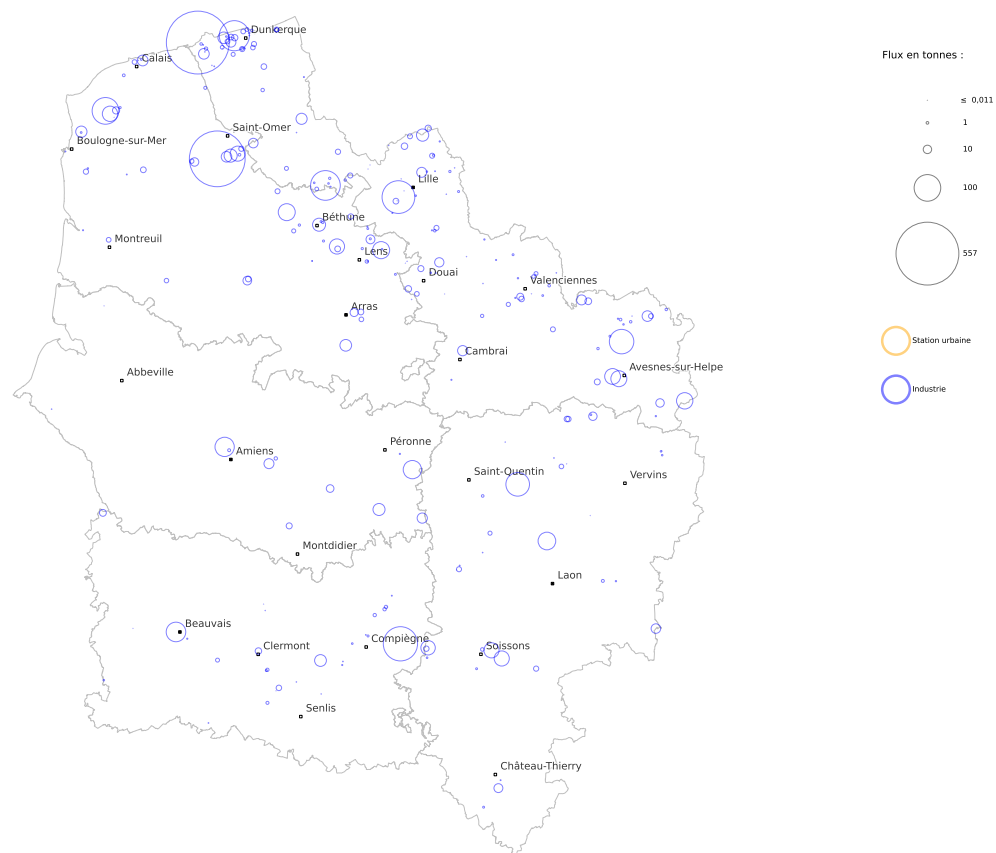 Dunkerque
Calais
Flux en tonnes :
≤ 0,011
1
Saint-Omer
Boulogne-sur-Mer
10
Lille
100
Béthune
Montreuil
Lens
557
Douai
Valenciennes
Arras
Station urbaine
Cambrai
Avesnes-sur-Helpe
Abbeville
Industrie
Péronne
Amiens
Saint-Quentin
Vervins
Montdidier
Laon
Beauvais
Compiègne
Clermont
Soissons
Senlis
Château-Thierry